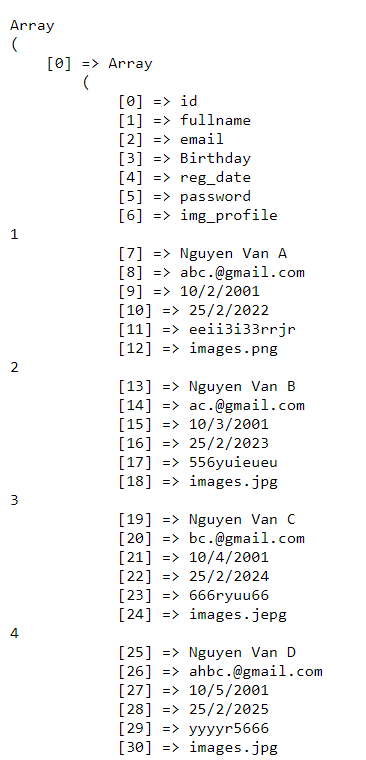 Array
(
[0] => Array
(
[0] => id
[1] => fullname
[2] => email
[3] => Birthday
[4] => reg_date
[5] => password
[6] => img_profile
1
[7] => Nguyen Van A
[8] => abc.@gmail.com
[9] => 10/2/2001
[10] => 25/2/2022
[11] => eeii3i33rrjr
[12] => images.png
2
[13] => Nguyen Van B
[14] => ac.@gmail.com
[15] => 10/3/2001
[16] => 25/2/2023
[17] => 556yuieueu
[18] => images.jpg
3
[19] => Nguyen Van C
[20] => bc.@gmail.com
[21] => 10/4/2001
[22] => 25/2/2024
[23] => 666ryuu66
[24] => images.jepg
4
[25] => Nguyen Van D
[26] => ahbc.@gmail.com
[27] => 10/5/2001
[28] => 25/2/2025
[29] => yyyyr5666
[30] => images.jpg